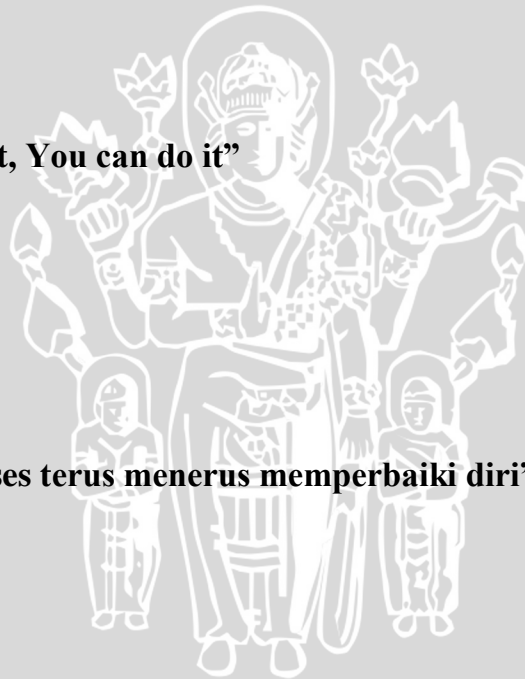 t, You can do it”
ses terus menerus memperbaiki diri”